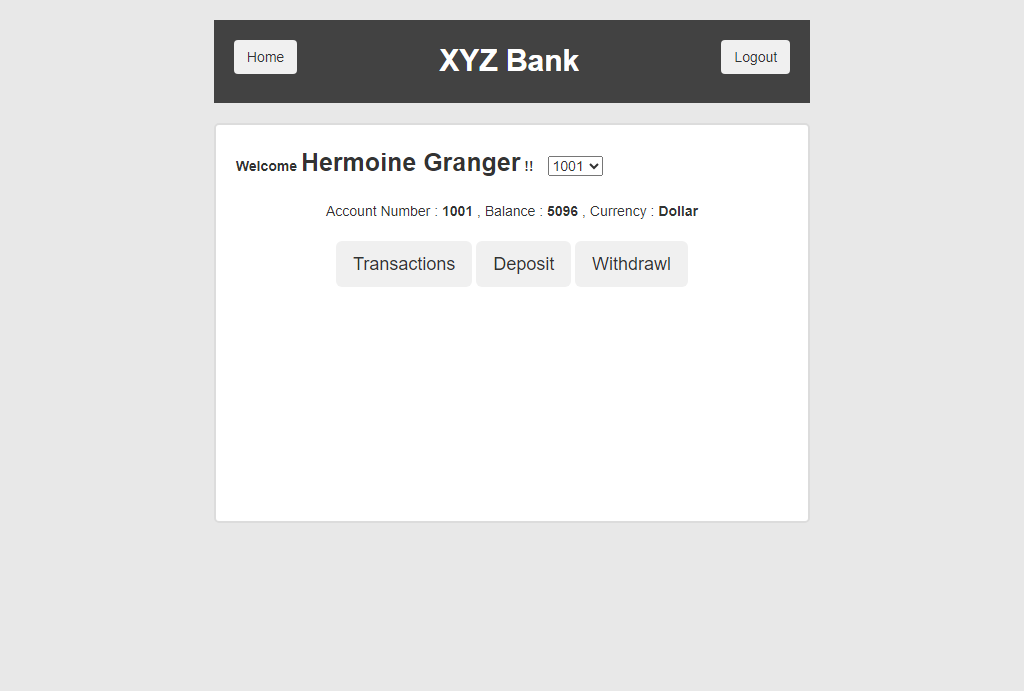 Home XYZ Bank Logout
Welcome Hermoine Granger !! 1001
Account Number : 1001 , Balance : 5096 , Currency : Dollar
Transactions Deposit Withdrawl